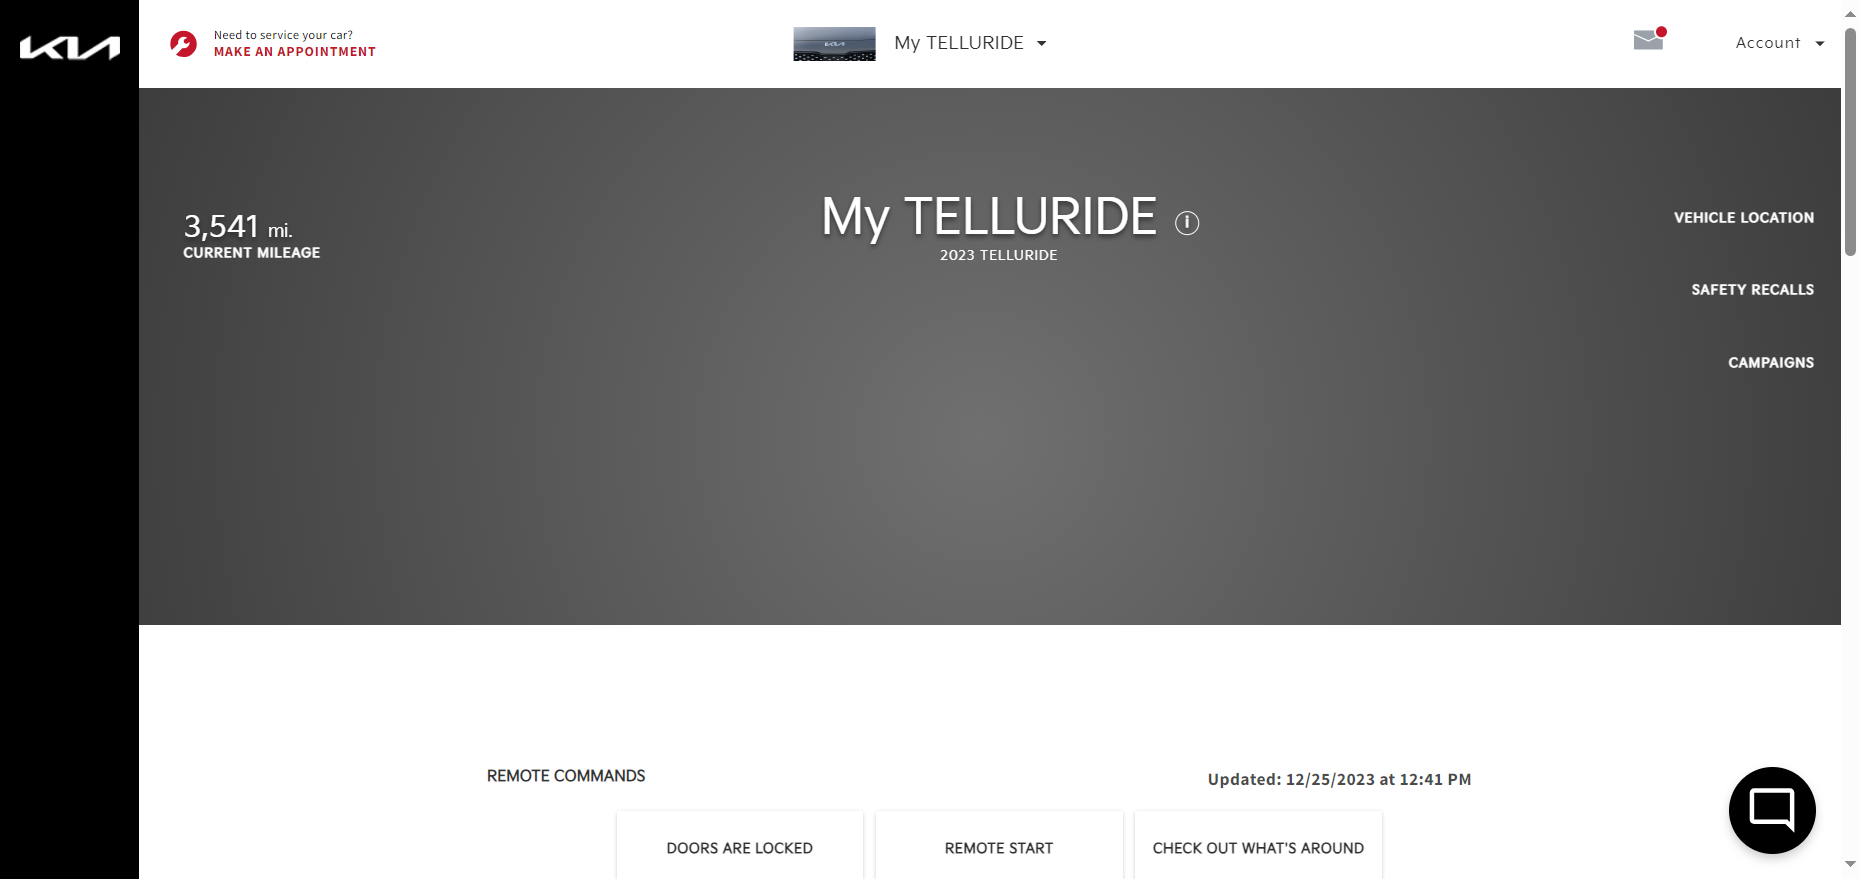 KIA
Need to service your car?
MAKE AN APPOINTMENT
KIA
My TELLURIDE
Account
3,541 mi.
CURRENT MILEAGE
My TELLURIDE
2023 TELLURIDE
VEHICLE LOCATION
SAFETY RECALLS
CAMPAIGNS
REMOTE COMMANDS
Updated: 12/25/2023 at 12:41 PM
DOORS ARE LOCKED
REMOTE START
CHECK OUT WHAT'S AROUND